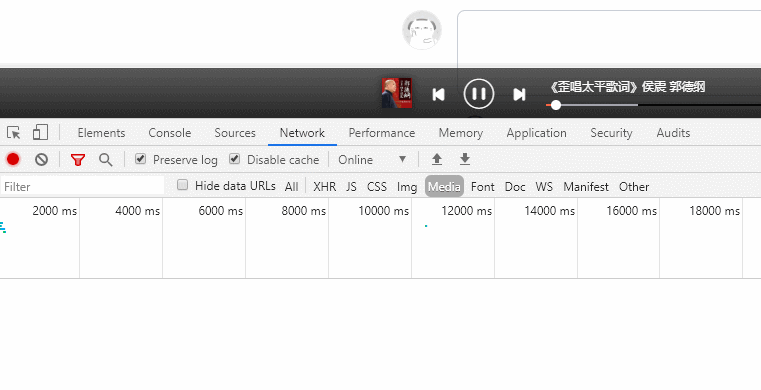 《歪唱太平歌词》侯震 郭德纲
Elements Console Sources Network Performance Memory Application Security Audits
Preserve log Disable cache Online
Filter Hide data URLs All XHR JS CSS Img Media Font Doc WS Manifest Other
2000 ms 4000 ms 6000 ms 8000 ms 10000 ms 12000 ms 14000 ms 16000 ms 18000 ms